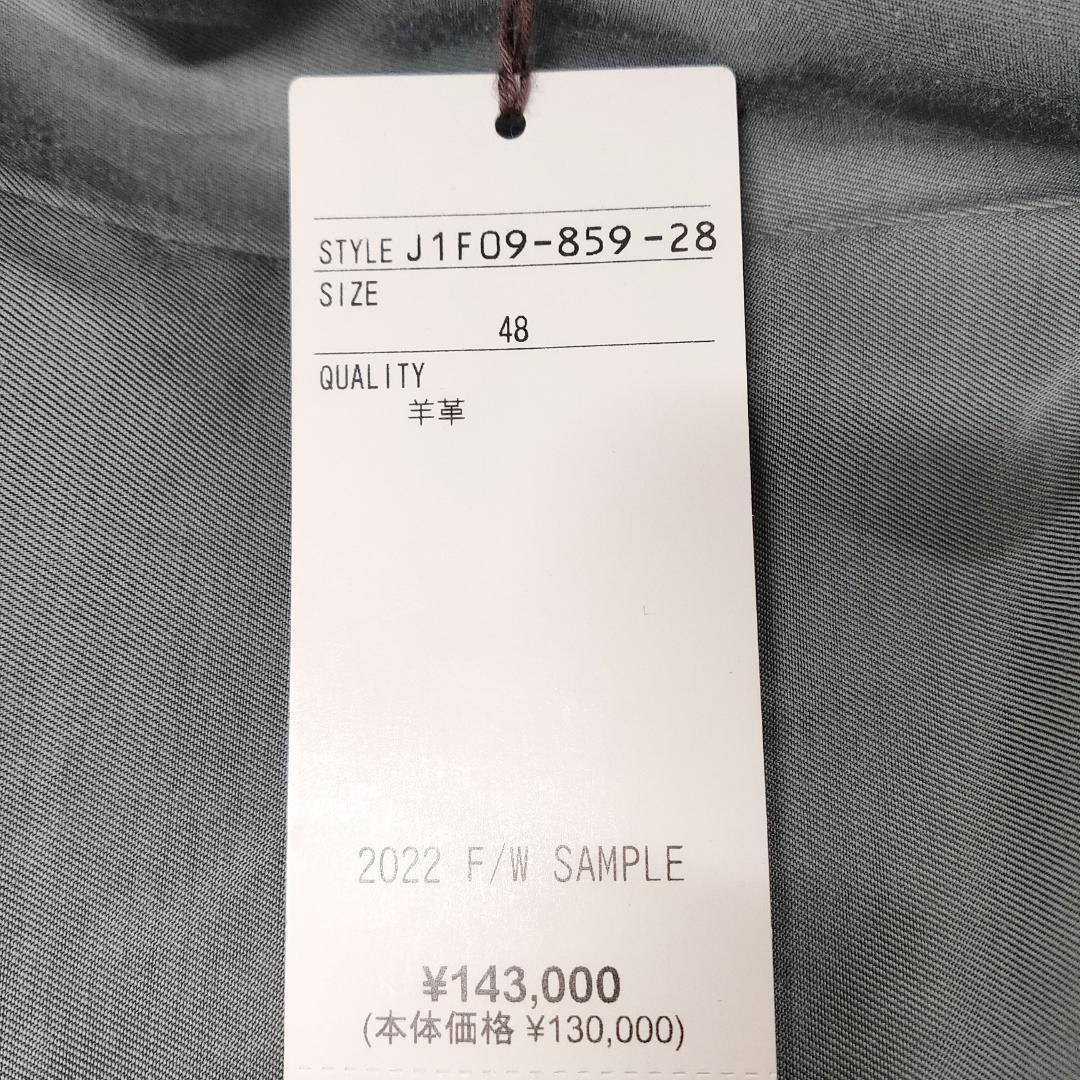 STYLE J1F09-859-28
SIZE
48
QUALITY
羊革
2022 F/W SAMPLE
¥143,000
(本体価格 ¥130,000)